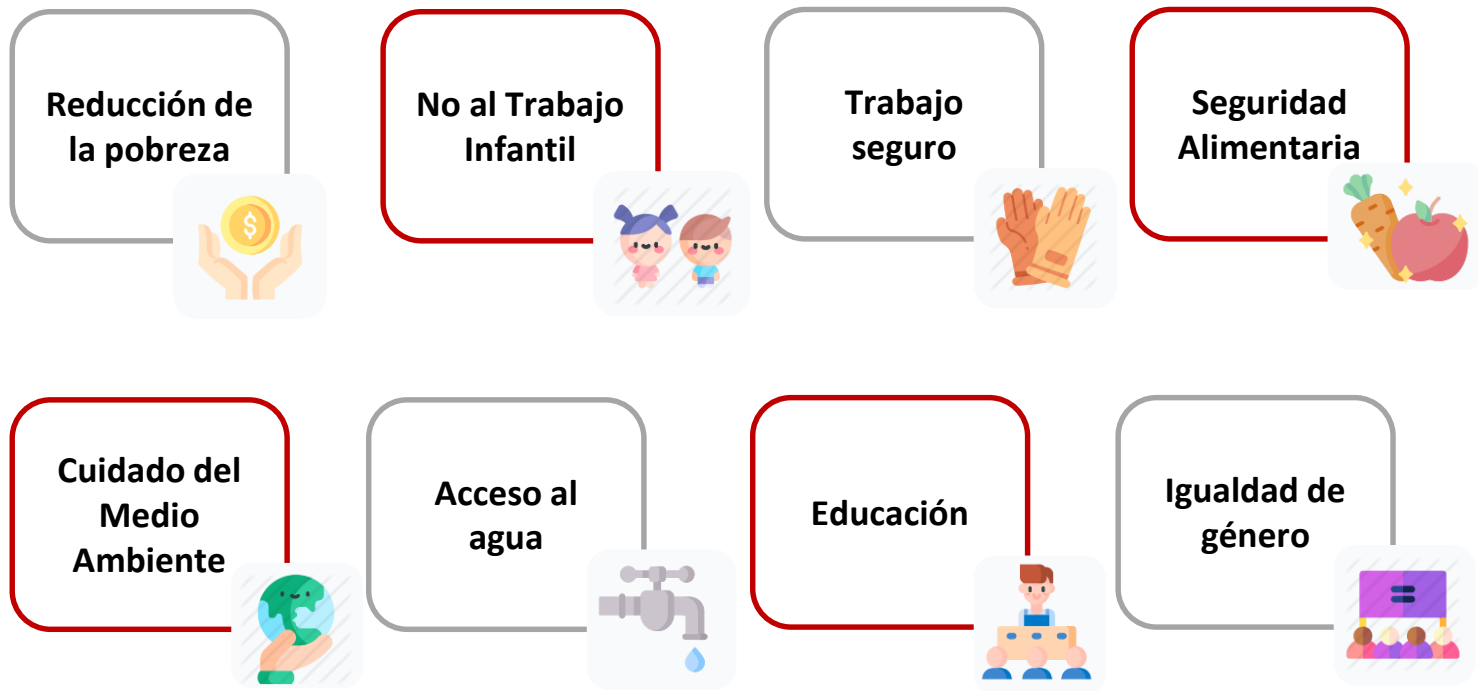 Reducción de
la pobreza
No al Trabajo
Infantil
Trabajo
seguro
Seguridad
Alimentaria
$
Cuidado del
Medio
Ambiente
Acceso al
agua
Educación
Igualdad de
género
=